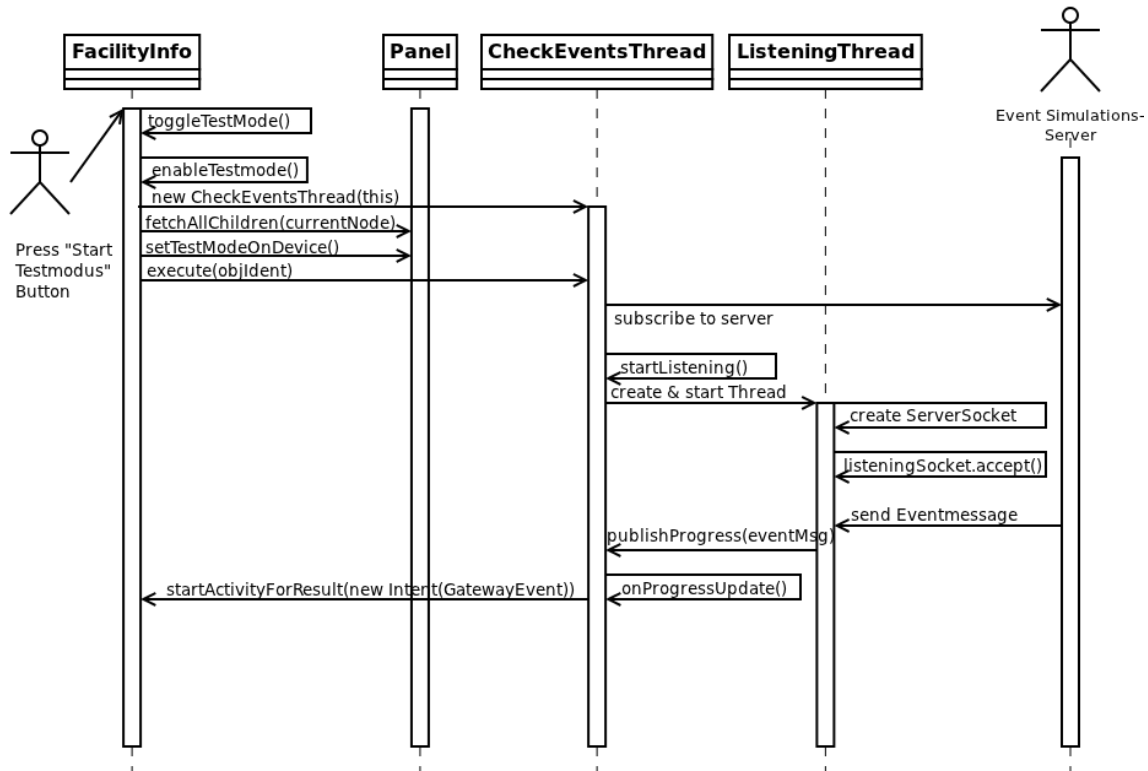 FacilityInfo
Panel
CheckEventsThread
ListeningThread
Event Simulations-
Server
toggleTestMode()
enableTestmode()
new CheckEventsThread(this)
fetchAllChildren(currentNode)
setTestModeOnDevice()
execute(objIdent)
Press "Start
Testmodus"
Button
subscribe to server
startListening()
create & start Thread
create ServerSocket
listeningSocket.accept()
send Eventmessage
publishProgress(eventMsg)
onProgressUpdate()
startActivityForResult(new Intent(GatewayEvent))